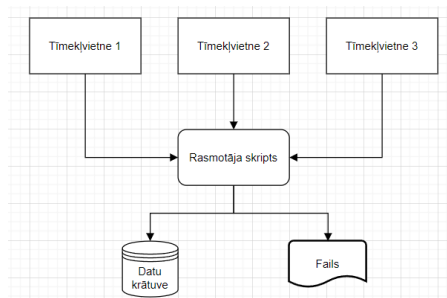 Tīmekļvietne 1
Tīmekļvietne 2
Tīmekļvietne 3
Rasmotāja skripts
Datu
krātuve
Fails